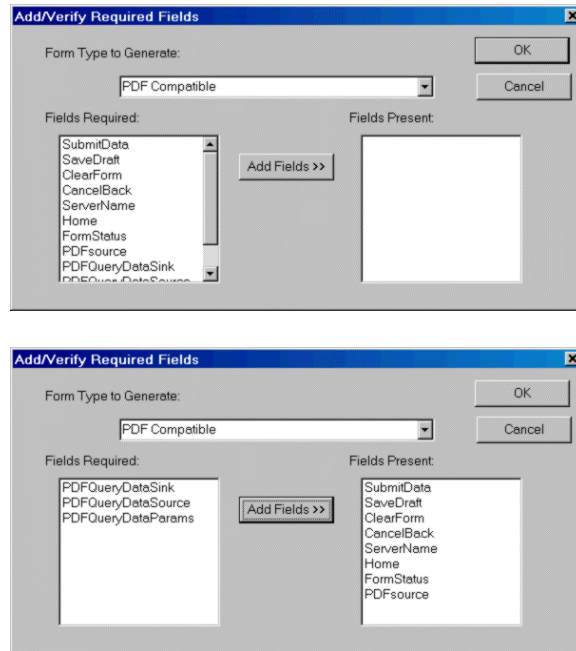 Add/Verify Required Fields
Form Type to Generate:
OK
PDF Compatible
Cancel
Fields Required:
Fields Present:
SubmitData
SaveDraft
ClearForm
CancelBack
ServerName
Home
FormStatus
PDFsource
PDFQueryDataSink
PDFQueryDataSource
Add Fields >>
Add/Verify Required Fields
Form Type to Generate:
OK
PDF Compatible
Cancel
Fields Required:
Fields Present:
PDFQueryDataSink
PDFQueryDataSource
PDFQueryDataParams
Add Fields >>
SubmitData
SaveDraft
ClearForm
CancelBack
ServerName
Home
FormStatus
PDFsource